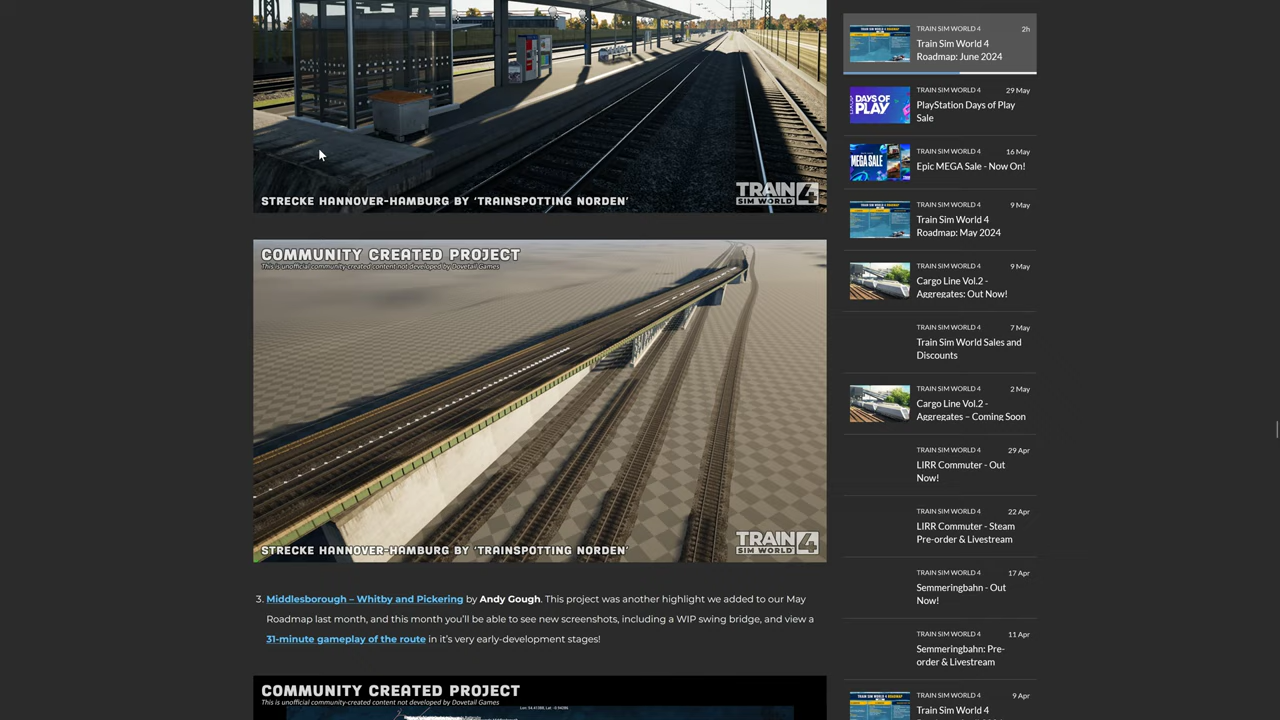 STRECKE HANNOVER-HAMBURG BY 'TRAINSPOTTING NORDEN'
TRAIN
SIM WORLD 4
COMMUNITY CREATED PROJECT
This is unofficial community-created content not developed by Dovetail Games
STRECKE HANNOVER-HAMBURG BY 'TRAINSPOTTING NORDEN'
TRAIN
SIM WORLD 4
3. Middlesborough – Whitby and Pickering by Andy Gough. This project was another highlight we added to our May
Roadmap last month, and this month you'll be able to see new screenshots, including a WIP swing bridge, and view a
31-minute gameplay of the route in it's very early-development stages!
COMMUNITY CREATED PROJECT
This is unofficial community-created content not developed by Dovetail Games
TRAIN SIM WORLD 4 2h
Train Sim World 4
Roadmap: June 2024
DAYS OF
PLAY
TRAIN SIM WORLD 4 29 May
PlayStation Days of Play
Sale
MEGA SALE
TRAIN SIM WORLD 4 16 May
Epic MEGA Sale - Now On!
TRAIN SIM WORLD 4 9 May
Train Sim World 4
Roadmap: May 2024
TRAIN SIM WORLD 4 9 May
Cargo Line Vol.2 -
Aggregates: Out Now!
TRAIN SIM WORLD 4 7 May
Train Sim World Sales and
Discounts
TRAIN SIM WORLD 4 2 May
Cargo Line Vol.2 -
Aggregates – Coming Soon
TRAIN SIM WORLD 4 29 Apr
LIRR Commuter - Out
Now!
TRAIN SIM WORLD 4 22 Apr
LIRR Commuter - Steam
Pre-order & Livestream
TRAIN SIM WORLD 4 17 Apr
Semmeringbahn - Out
Now!
TRAIN SIM WORLD 4 11 Apr
Semmeringbahn: Pre-
order & Livestream
TRAIN SIM WORLD 4 9 Apr
Train Sim World 4